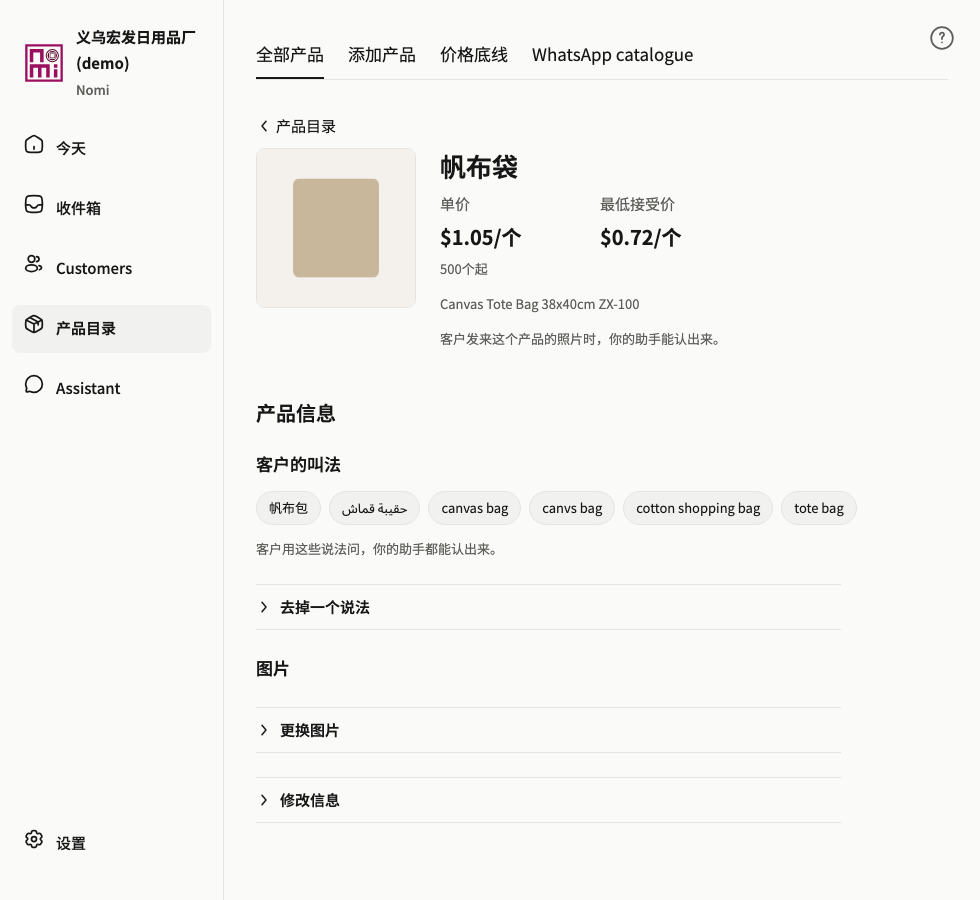 义乌宏发日用品厂
(demo)
Nomi
今天
收件箱
Customers
产品目录
Assistant
设置
全部产品 添加产品 价格底线 WhatsApp catalogue
?
产品目录
帆布袋
单价 最低接受价
$1.05/个 $0.72/个
500个起
Canvas Tote Bag 38x40cm ZX-100
客户发来这个产品的照片时，你的助手能认出来。
产品信息
客户的叫法
帆布包 حقيبة قماش canvas bag canvs bag cotton shopping bag tote bag
客户用这些说法问，你的助手都能认出来。
去掉一个说法
图片
更换图片
修改信息